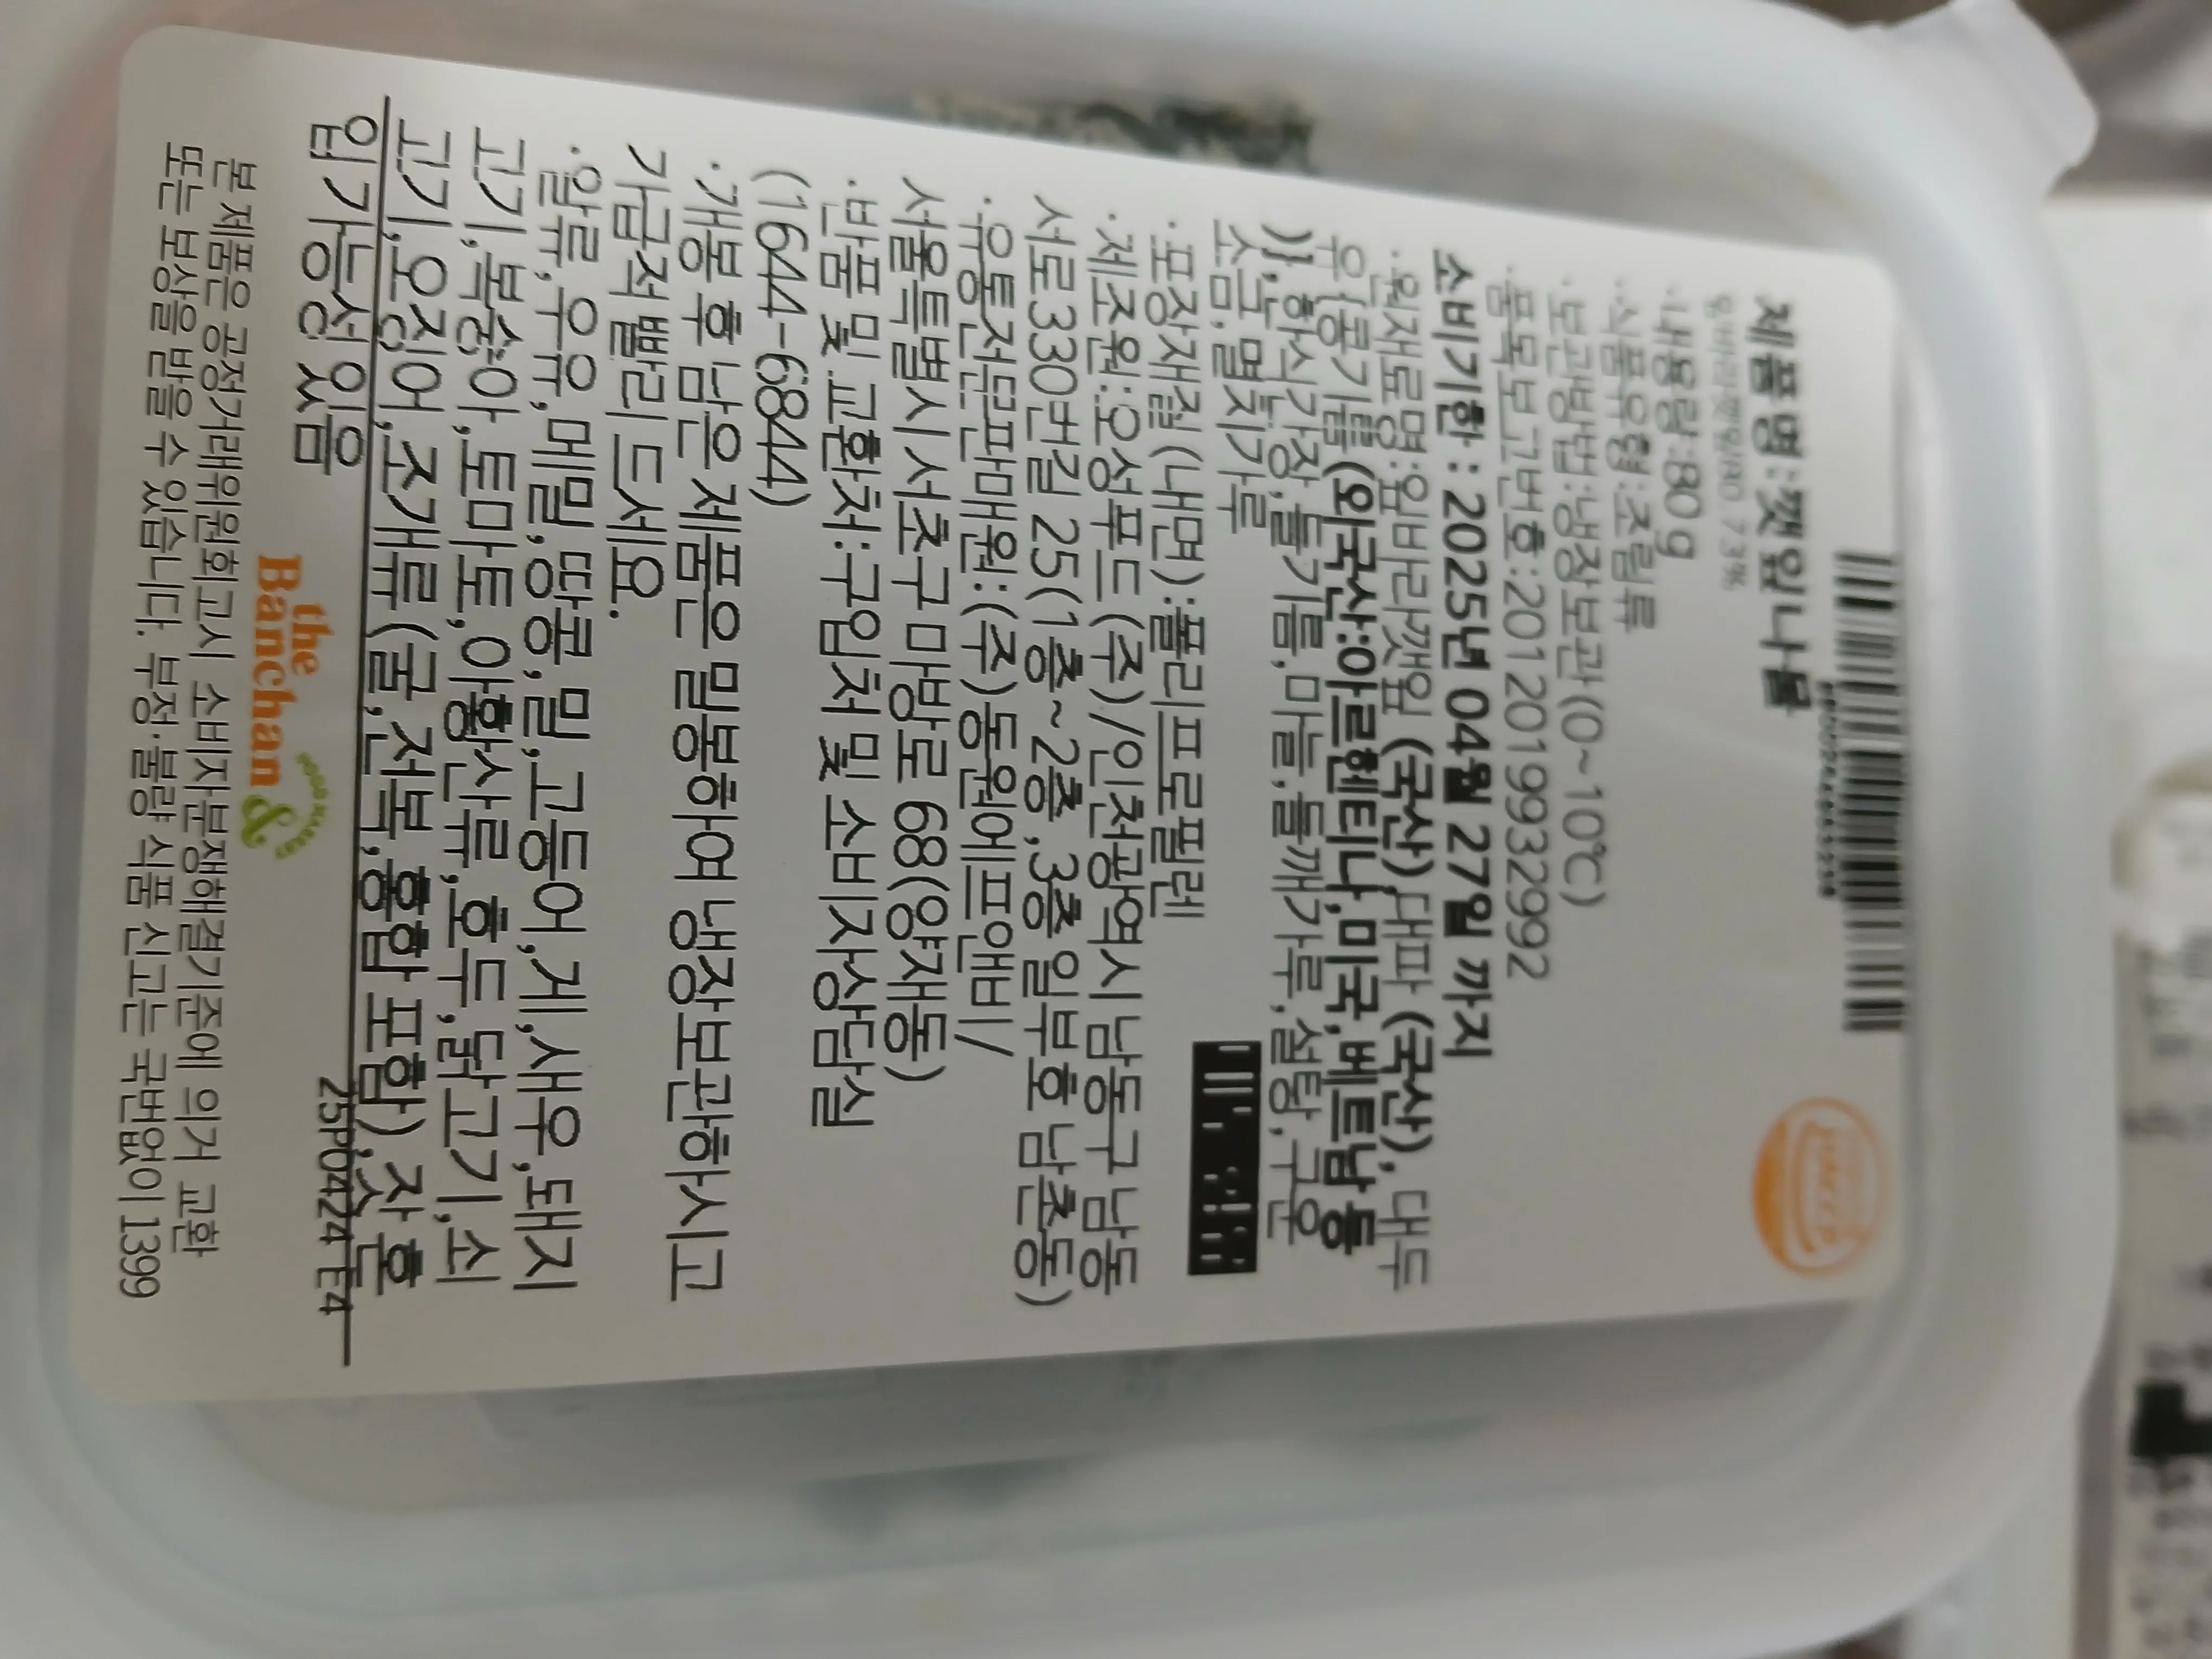 제품명:깻잎나물
잎바라깻잎80.73%
·내용량:80g
·식품유형:조림류
·보관방법:냉장보관(0~10℃)
·품목보고번호:2012019932992
소비기한 : 2025년 04월 27일 까지
·원재료명:잎바라깻잎 (국산),대파 (국산), 대두
유{콩기름(외국산:아르헨티나,미국,베트남 등
)},한식간장,들기름,마늘,들깨가루,설탕,구운
소금,멸치가루
·포장재질(내면):폴리프로필렌
·제조원:오성푸드(주)/인천광역시 남동구 남동
서로330번길 25(1층~2층,3층 일부호 남촌동)
·유통전문판매원:(주)동원에프앤비/
서울특별시 서초구 마방로 68(양재동)
·반품 및 교환처:구입처 및 소비자상담실
(1644-6844)
·개봉 후 남은 제품은 밀봉하여 냉장보관하시고
가급적 빨리 드세요.
·알류,우유,메밀,땅콩,밀,고등어,게,새우,돼지
고기,복숭아,토마토,아황산류,호두,닭고기,소
고기,오징어,조개류(굴,전복,홍합 포함),잣 혼
입 가능성 있음
25P0424 E4
the
Banchan &
본 제품은 공정거래위원회고시 소비자분쟁해결기준에 의거 교환
또는 보상을 받을 수 있습니다. 부정·불량 식품 신고는 국번없이 1399